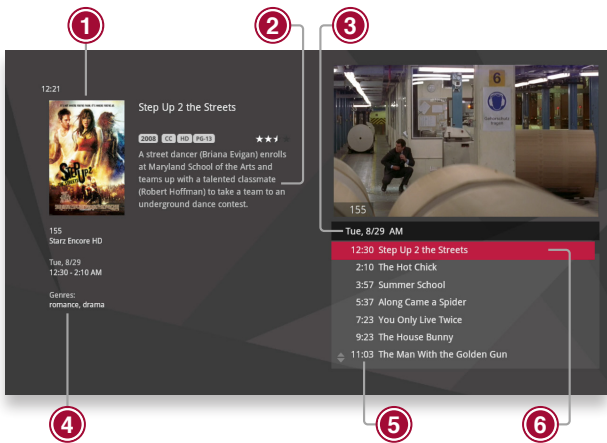 1
2
3
12:21
Step Up 2 the Streets
2008 CC HD PG-13
A street dancer (Briana Evigan) enrolls
at Maryland School of the Arts and
teams up with a talented classmate
(Robert Hoffman) to take a team to an
underground dance contest.
STEP UP
155
Starz Encore HD
Tue, 8/29
12:30 - 2:10 AM
Genres:
romance, drama
6
155
Tue, 8/29 AM
12:30 Step Up 2 the Streets
2:10 The Hot Chick
3:57 Summer School
5:37 Along Came a Spider
7:23 You Only Live Twice
9:23 The House Bunny
11:03 The Man With the Golden Gun
4
5
6